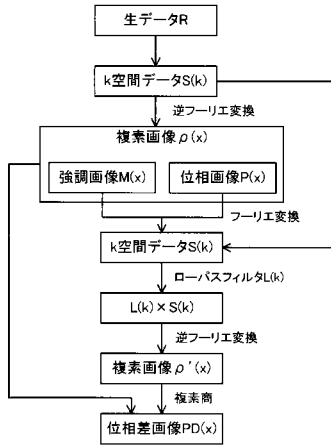 生データR
k空間データS(k)
逆フーリエ変換
複素画像ρ(x)
強調画像M(x)
位相画像P(x)
フーリエ変換
k空間データS(k)
ローパスフィルタL(k)
L(k)×S(k)
逆フーリエ変換
複素画像ρ'(x)
複素商
位相差画像PD(x)